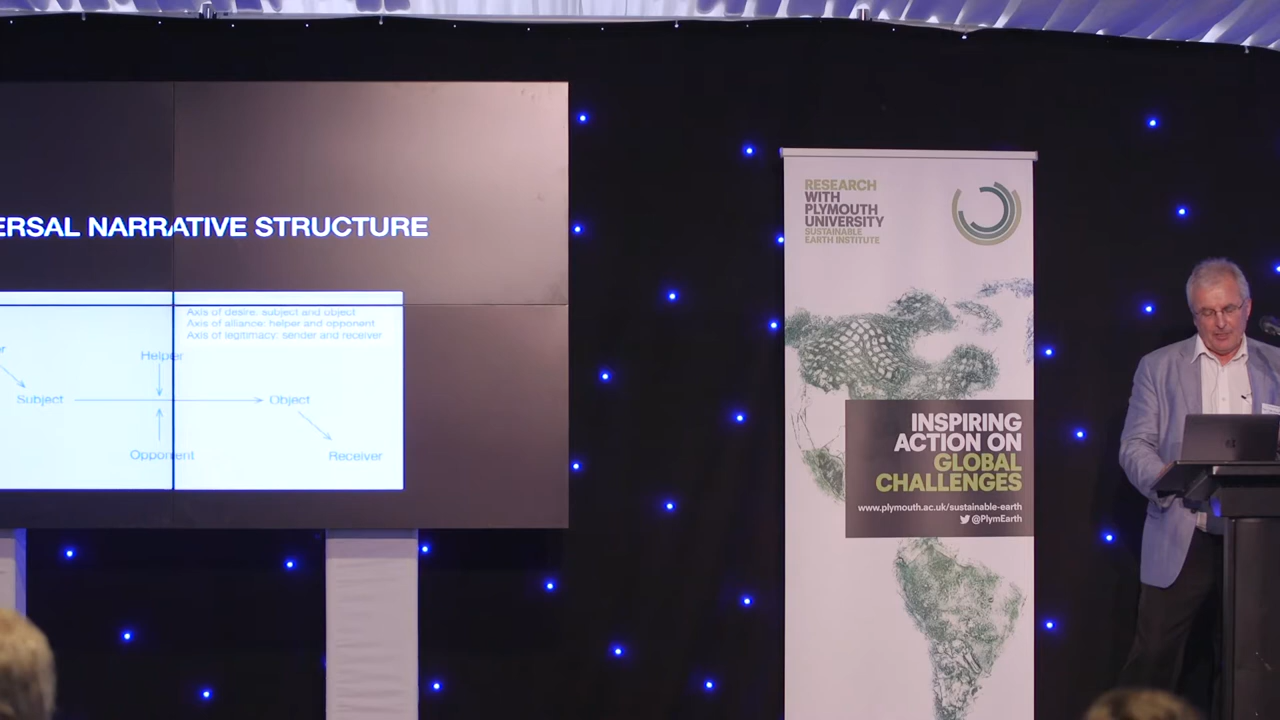 ERSAL NARRATIVE STRUCTURE
Axis of desire: subject and object
Axis of alliance: helper and opponent
Axis of legitimacy: sender and receiver
r
Helper
Subject
Object
Opponent
Receiver
RESEARCH
WITH
PLYMOUTH
UNIVERSITY
SUSTAINABLE
EARTH INSTITUTE
INSPIRING
ACTION ON
GLOBAL
CHALLENGES
www.plymouth.ac.uk/sustainable-earth
@PlymEarth